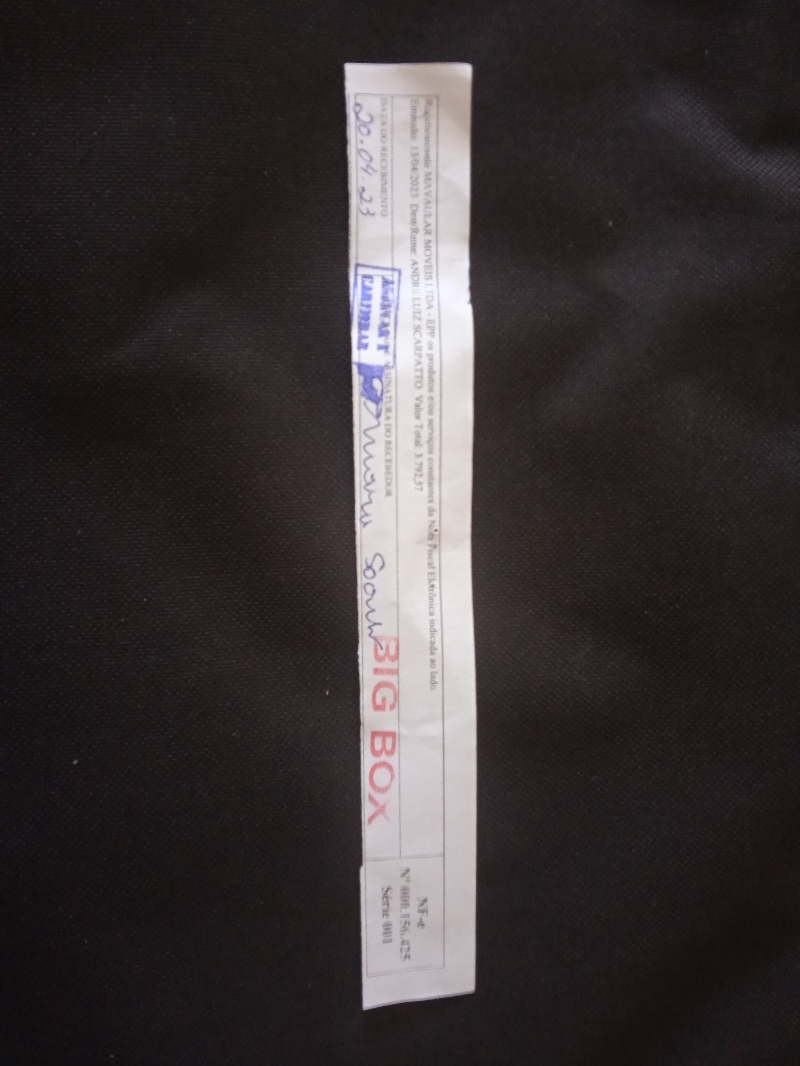 Recebemos de MAVAULAR MOVEIS LTDA - EPP os produtos e/ou serviços constantes da Nota Fiscal Eletrônica indicada ao lado
Emissão: 13/04/2023 Dest/Reme: ANDRE LUIZ SCARPATTO Valor Total: 3.792,57
DATA DO RECEBIMENTO
20.04.23
ASSINATURA DO RECEBEDOR
CARIMBAR
BIG BOX
NF-e
Nº 000.156.425
Série 001